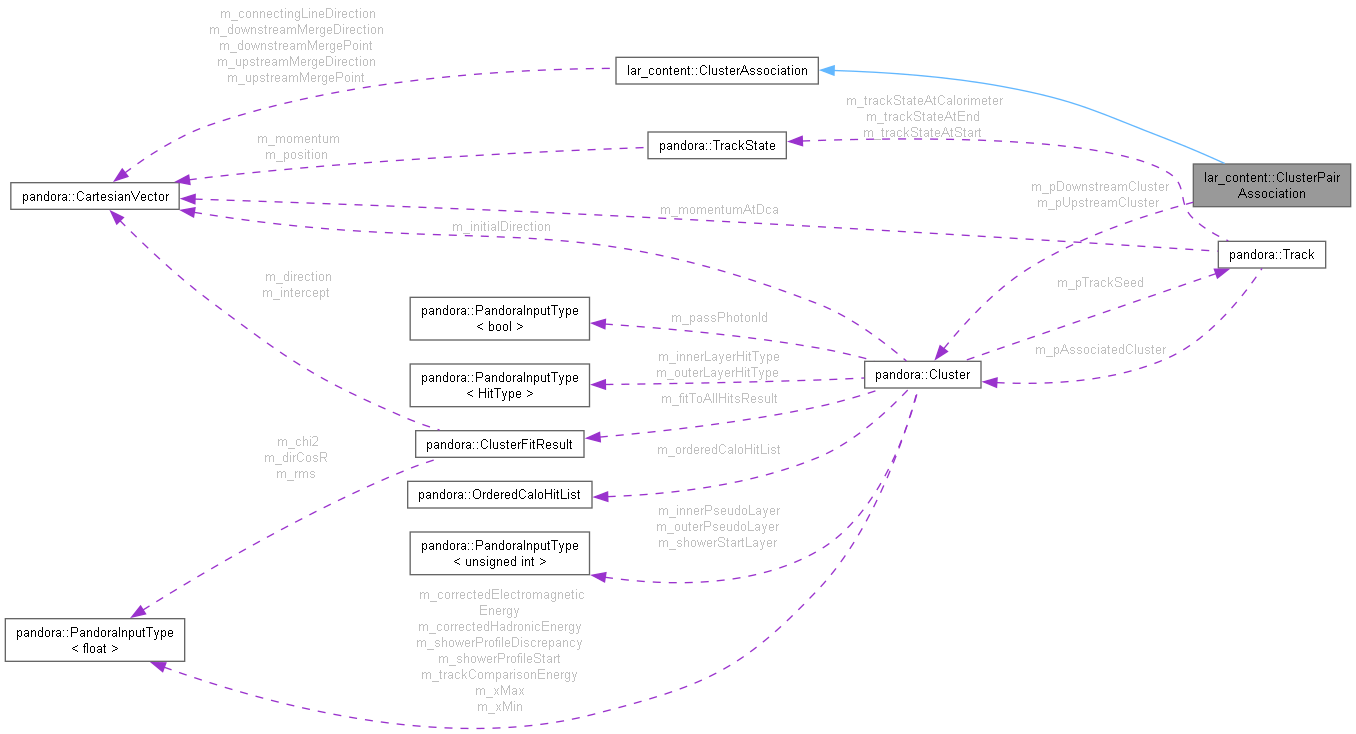 m_connectingLineDirection
m_downstreamMergeDirection
m_downstreamMergePoint
m_upstreamMergeDirection
m_upstreamMergePoint
lar_content::ClusterAssociation
m_trackStateAtCalorimeter
m_trackStateAtEnd
m_trackStateAtStart
m_momentum
m_position
pandora::TrackState
lar_content::ClusterPair
Association
pandora::CartesianVector
m_pDownstreamCluster
m_pUpstreamCluster
m_momentumAtDca
m_initialDirection
pandora::Track
m_direction
m_intercept
m_pTrackSeed
pandora::PandoraInputType
< bool >
m_passPhotonId
m_pAssociatedCluster
m_innerLayerHitType
m_outerLayerHitType
pandora::PandoraInputType
< HitType >
pandora::Cluster
m_fitToAllHitsResult
pandora::ClusterFitResult
m_chi2
m_dirCosR
m_rms
m_orderedCaloHitList
pandora::OrderedCaloHitList
m_innerPseudoLayer
m_outerPseudoLayer
m_showerStartLayer
pandora::PandoraInputType
< unsigned int >
m_correctedElectromagnetic
Energy
m_correctedHadronicEnergy
m_showerProfileDiscrepancy
m_showerProfileStart
m_trackComparisonEnergy
m_xMax
m_xMin
pandora::PandoraInputType
< float >